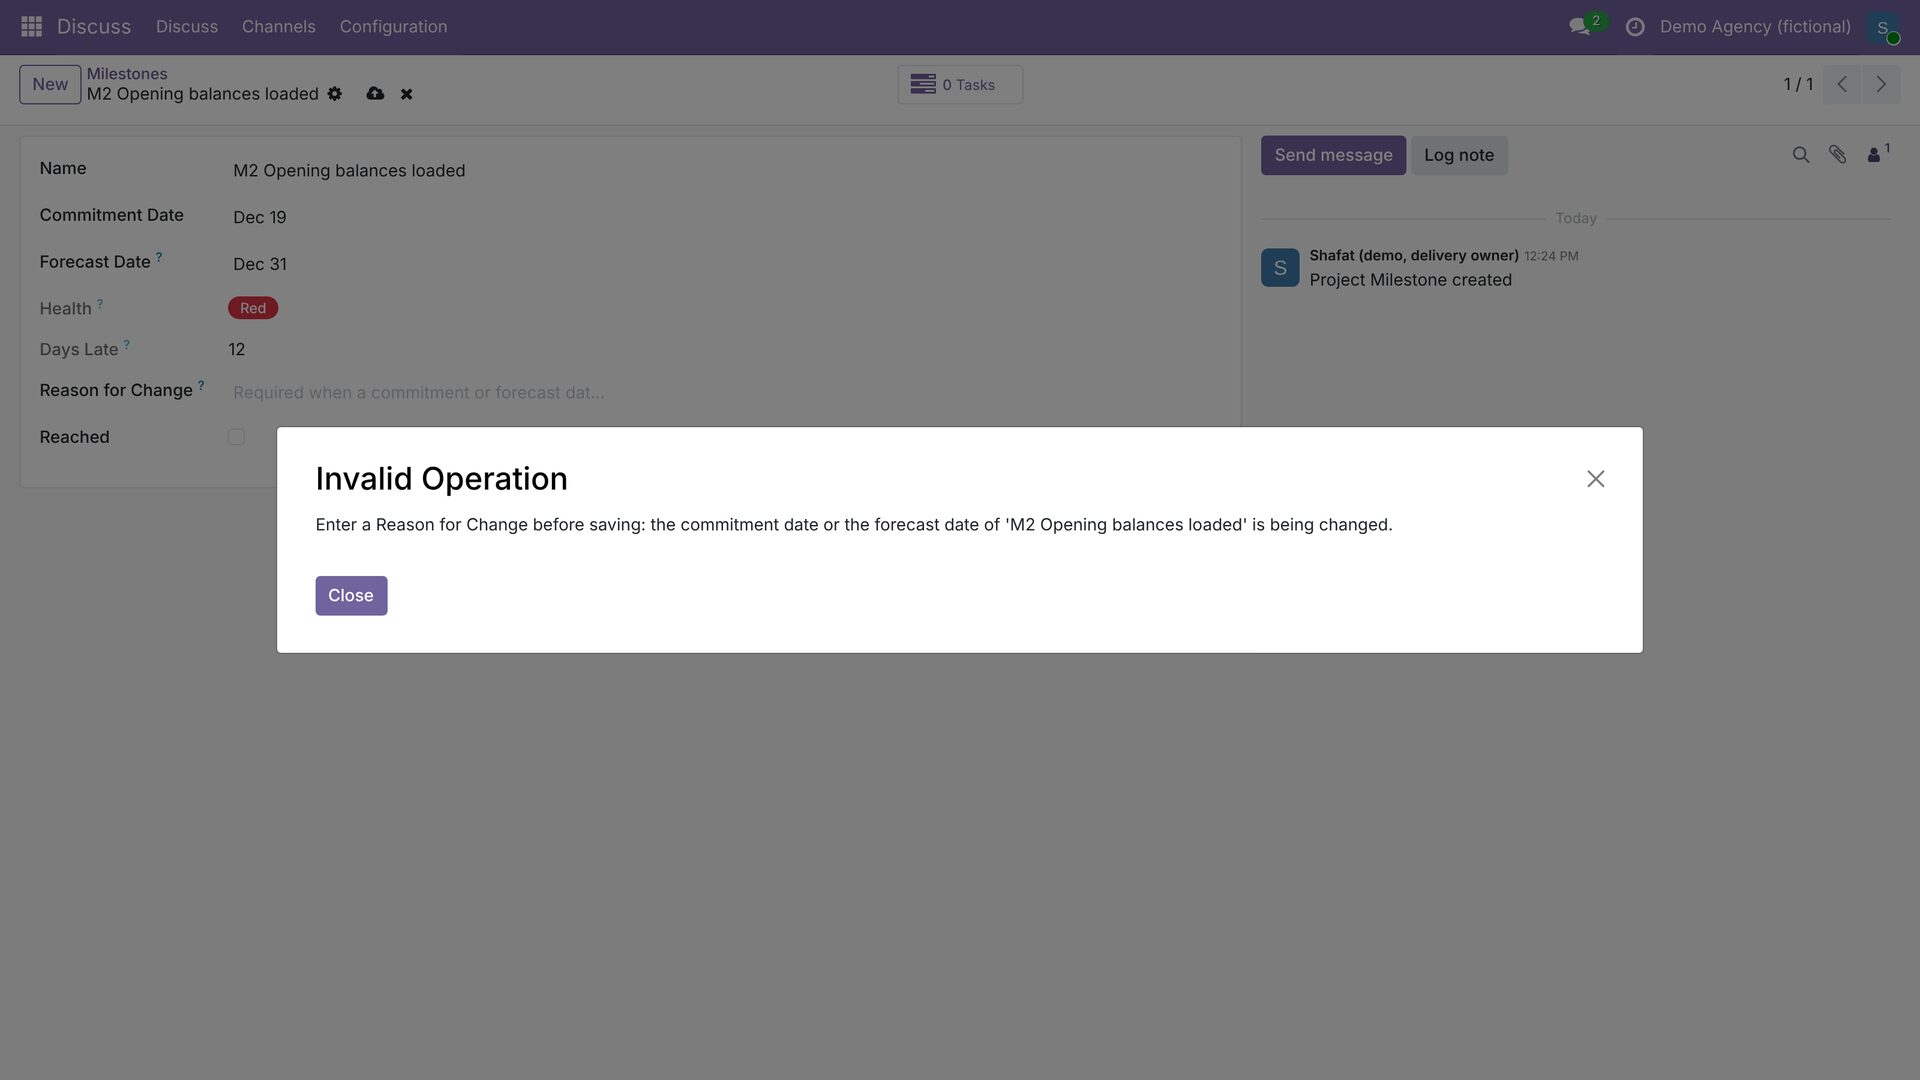 Discuss Discuss Channels Configuration 2 Demo Agency (fictional) S
New Milestones
M2 Opening balances loaded
0 Tasks
1 / 1
Name M2 Opening balances loaded
Commitment Date Dec 19
Forecast Date ? Dec 31
Health ? Red
Days Late ? 12
Reason for Change ? Required when a commitment or forecast dat...
Reached
Send message Log note 1
Today
S Shafat (demo, delivery owner) 12:24 PM
Project Milestone created
Invalid Operation
Enter a Reason for Change before saving: the commitment date or the forecast date of 'M2 Opening balances loaded' is being changed.
Close